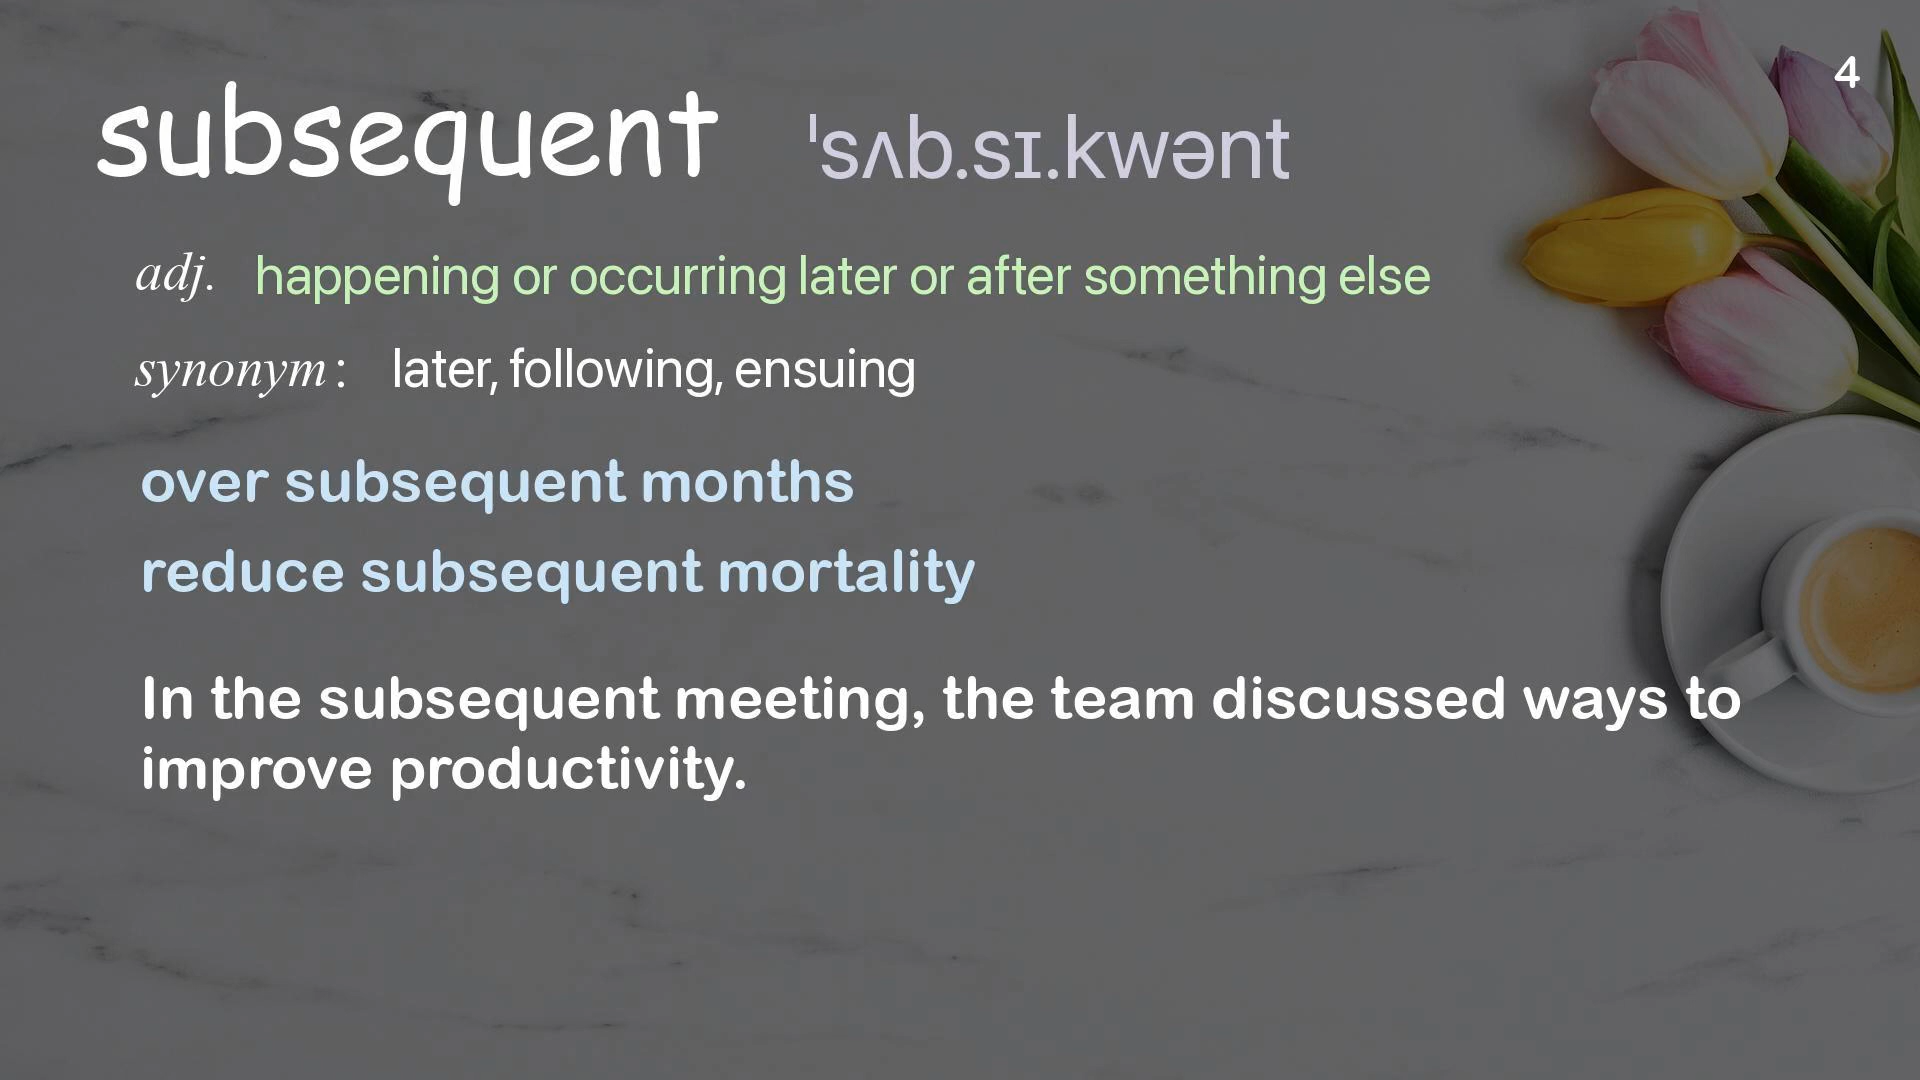 4
subsequent ˈsʌb.sɪ.kwənt
adj. happening or occurring later or after something else
synonym: later, following, ensuing
over subsequent months
reduce subsequent mortality
In the subsequent meeting, the team discussed ways to
improve productivity.